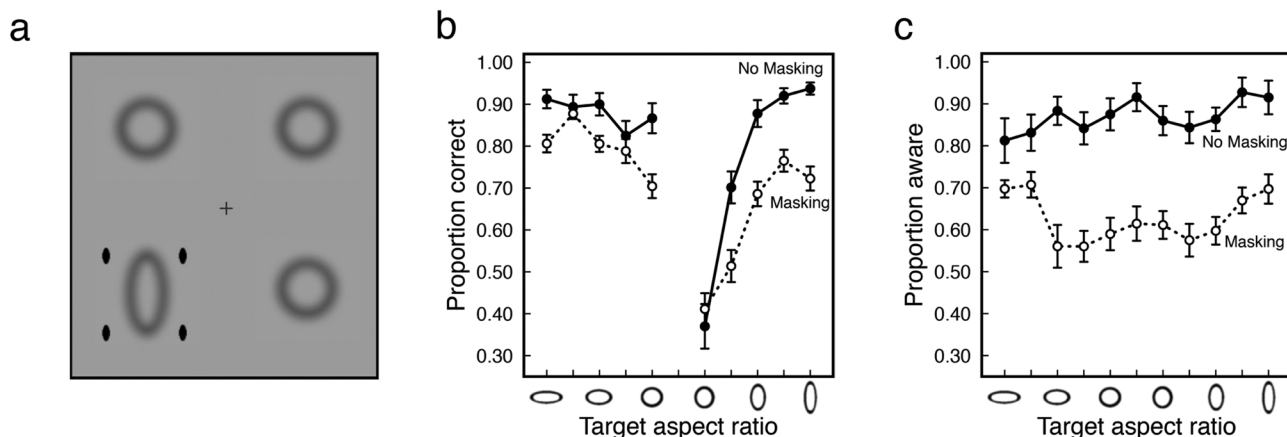 a
b
Proportion correct
1.00
0.90
0.80
0.70
0.60
0.50
0.40
0.30
No Masking
Masking
Target aspect ratio
c
Proportion aware
1.00
0.90
0.80
0.70
0.60
0.50
0.40
0.30
No Masking
Masking
Target aspect ratio